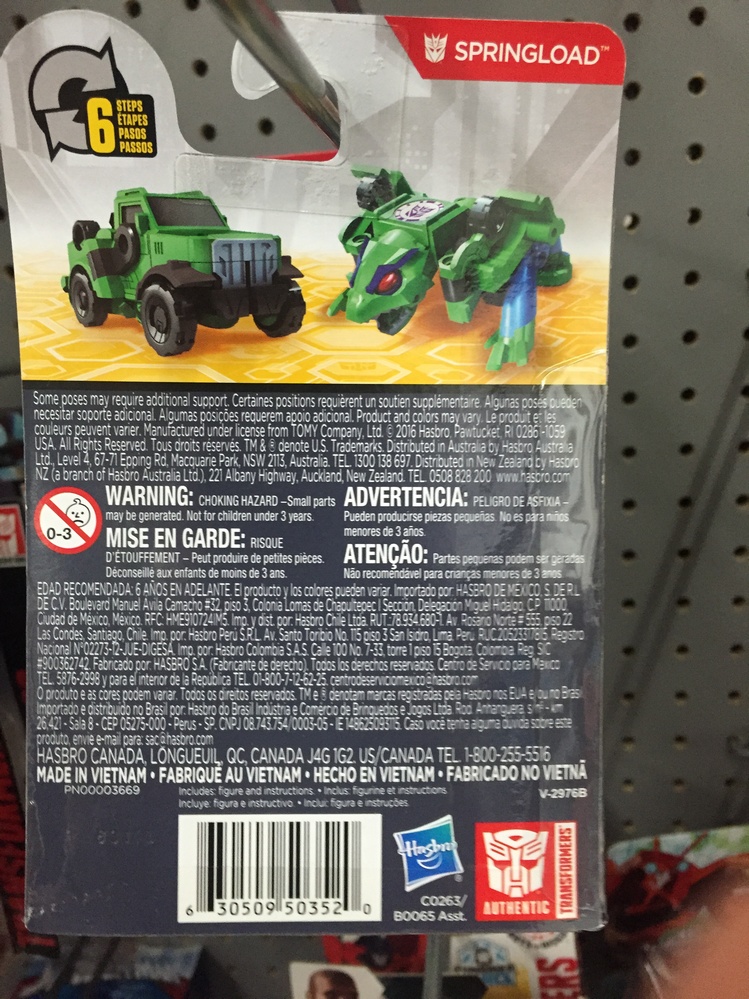 SPRINGLOAD™
6 STEPS
ÉTAPES
PASOS
PASSOS
Some poses may require additional support. Certaines positions requièrent un soutien supplémentaire. Algunas poses pueden
necesitar soporte adicional. Algumas posições requerem apoio adicional. Product and colors may vary. Le produit et les
couleurs peuvent varier. Manufactured under license from TOMY Company, Ltd. © 2016 Hasbro, Pawtucket, RI 02861-1059
USA. All Rights Reserved. Tous droits réservés. TM & ® denote U.S. Trademarks. Distributed in Australia by Hasbro Australia
Ltd., Level 4, 67-71 Epping Rd, Macquarie Park, NSW 2113, Australia. TEL. 1300 138 697. Distributed in New Zealand by Hasbro
NZ (a branch of Hasbro Australia Ltd.), 221 Albany Highway, Auckland, New Zealand. TEL. 0508 828 200 www.hasbro.com
0-3
WARNING: CHOKING HAZARD –Small parts
may be generated. Not for children under 3 years.
MISE EN GARDE: RISQUE
D'ÉTOUFFEMENT – Peut produire de petites pièces.
Déconseillé aux enfants de moins de 3 ans.
ADVERTENCIA: PELIGRO DE ASFIXIA –
Pueden producirse piezas pequeñas. No es para niños
menores de 3 años.
ATENÇÃO: Partes pequenas podem ser geradas
Não recomendável para crianças menores de 3 anos
EDAD RECOMENDADA: 6 AÑOS EN ADELANTE. El producto y los colores pueden variar. Importado por: HASBRO DE MEXICO, S. DE R.L.
DE C.V. Boulevard Manuel Avila Camacho #32, piso 3, Colonia Lomas de Chapultepec I Sección, Delegación Miguel Hidalgo, C.P. 11000,
Ciudad de México, México. RFC: HME910724IM5. Imp. y dist. por: Hasbro Chile Ltda. RUT: 78.934.680-1. Av. Rosario Norte # 555, piso 22
Las Condes, Santiago, Chile. Imp. por: Hasbro Perú S.R.L. Av. Santo Toribio No. 115 piso 3 San Isidro, Lima. Perú. RUC:20523317815, Registro
Nacional N°02273-12-JUE-DIGESA. Imp. por: Hasbro Colombia S.A.S. Calle 100 No. 7-33, torre 1 piso 15 Bogota, Colombia. Reg. SIC
#900362742. Fabricado por: HASBRO S.A. (Fabricante de derecho). Todos los derechos reservados. Centro de Servicio para Mexico
TEL. 5876-2998 y para el interior de la República TEL. 01-800-7-12-62-25. centrodeserviciomexico@hasbro.com
O produto e as cores podem variar. Todos os direitos reservados. TM e ® denotam marcas registradas pela Hasbro nos EUA e/ou no Brasil
Importado e distribuído no Brasil por: Hasbro do Brasil Indústria e Comércio de Brinquedos e Jogos Ltda. Rod. Anhanguera, s/nº - km
26,421 - Sala 8 - CEP 05275-000 - Perus - SP. CNPJ 08.743.754/0003-05 - IE 148625093115. Caso você tenha alguma dúvida sobre este
produto, envie e-mail para: sac@hasbro.com
HASBRO CANADA, LONGUEUIL, QC, CANADA J4G 1G2. US/CANADA TEL. 1-800-255-5516
MADE IN VIETNAM • FABRIQUÉ AU VIETNAM • HECHO EN VIETNAM • FABRICADO NO VIETNÃ
PN00003669
Includes: figure and instructions. • Inclus: figurine et instructions
Incluye: figura e instructivo. • Inclui: figura e instruções.
V-2976B
6 30509 50352 0
Hasbro
C0263/
B0065 Asst.
AUTHENTIC
TRANSFORMERS